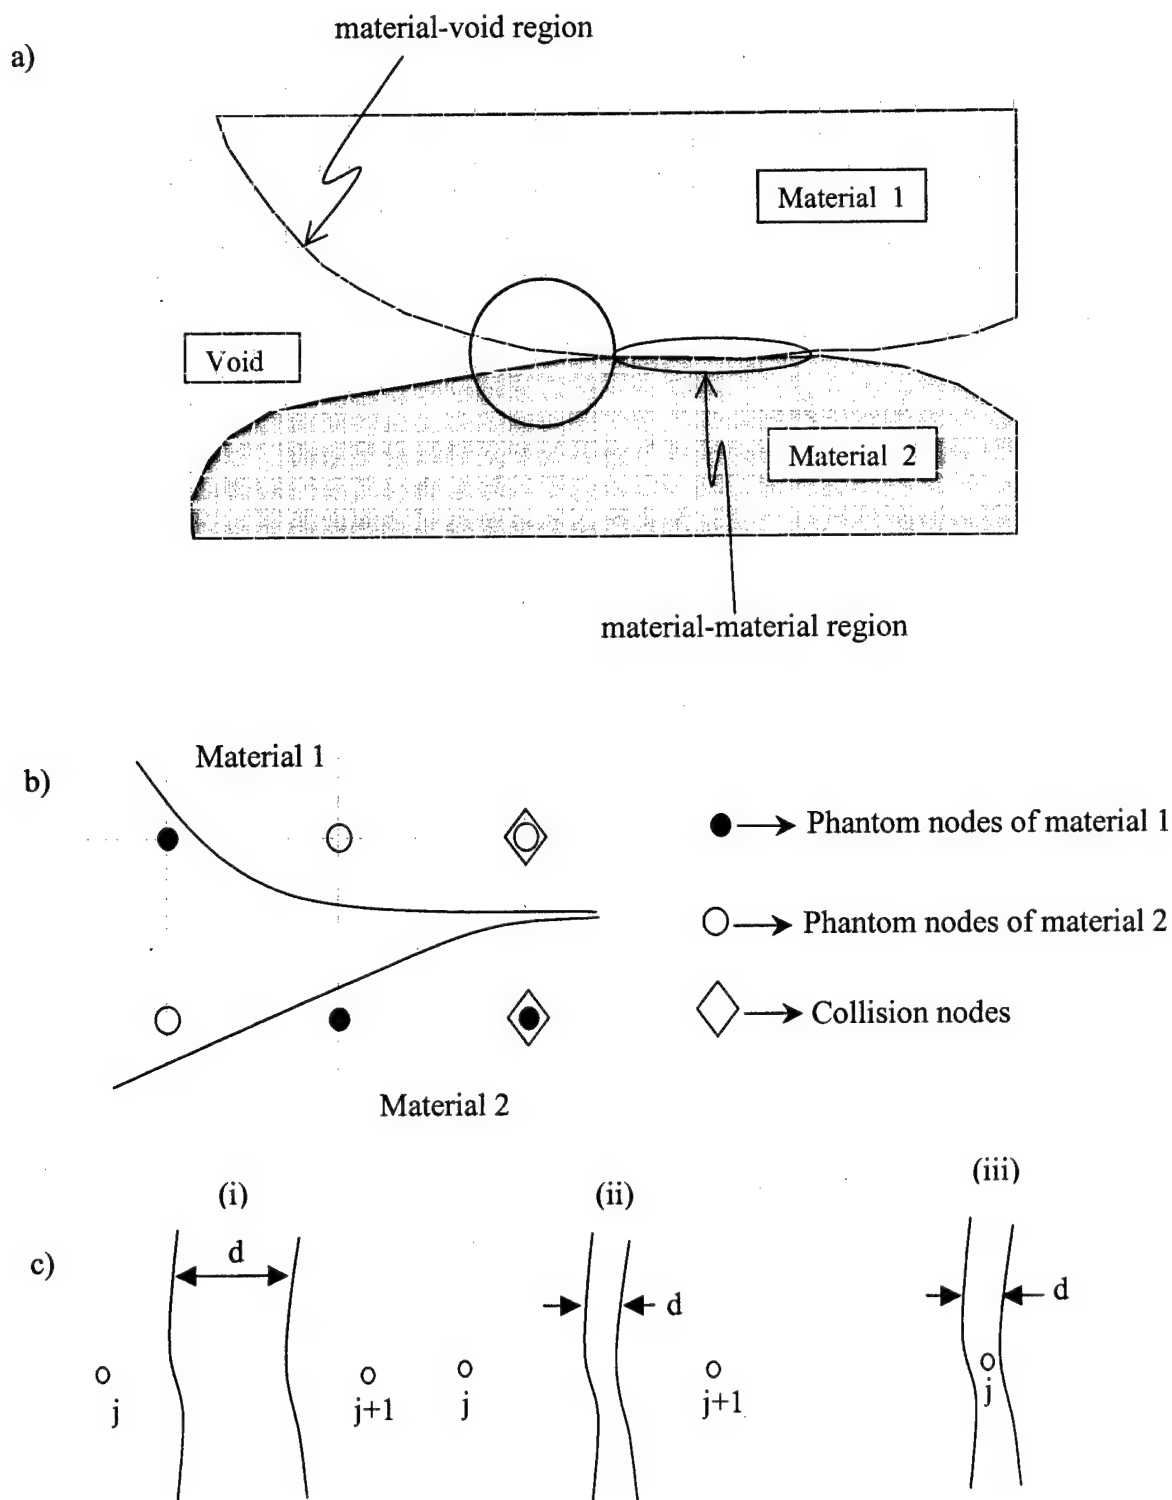 material-void region
a)
Material 1
Void
Material 2
material-material region
b)
Material 1
Phantom nodes of material 1
Phantom nodes of material 2
Collision nodes
Material 2
(i)
(ii)
(iii)
c)
d
d
d
j
j+1
j
j+1
j